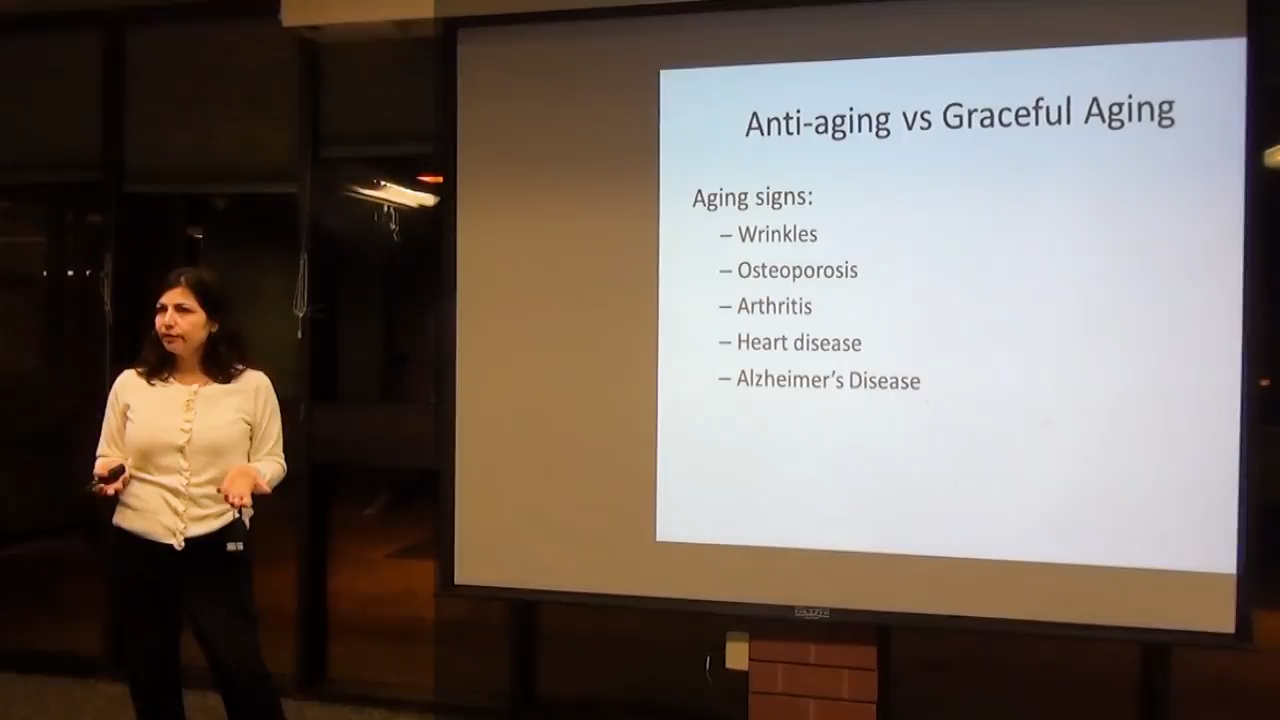 Anti-aging vs Graceful Aging
Aging signs:
– Wrinkles
– Osteoporosis
– Arthritis
– Heart disease
– Alzheimer's Disease